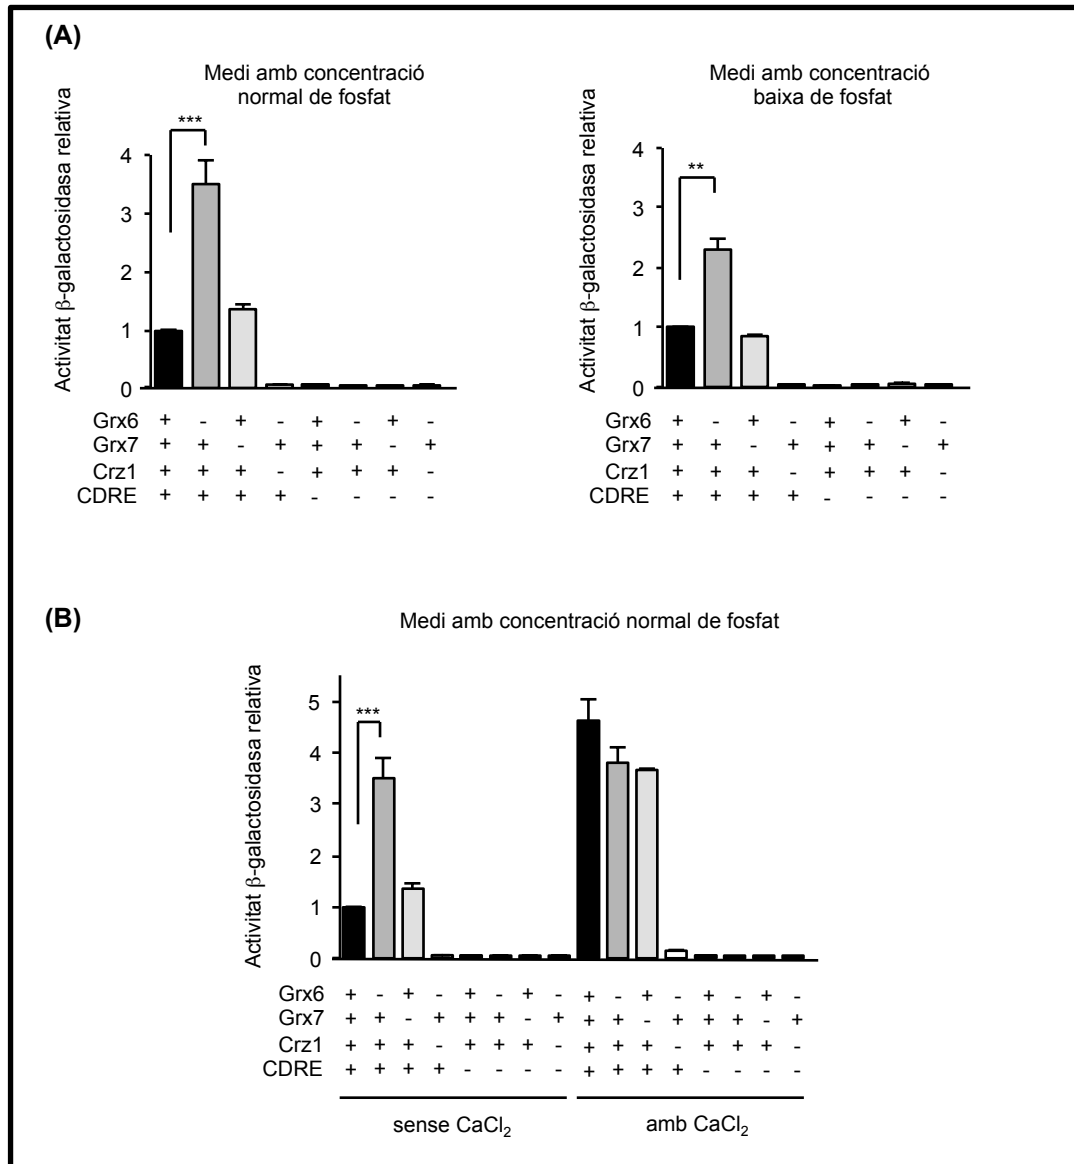 (A)
Medi amb concentració
normal de fosfat
Activitat β-galactosidasa relativa
***
4
3
2
1
0
Grx6 + - + - + - + -
Grx7 + + - + + + - +
Crz1 + + + - + + + -
CDRE + + + + - - - -
Medi amb concentració
baixa de fosfat
Activitat β-galactosidasa relativa
**
4
3
2
1
0
Grx6 + - + - + - + -
Grx7 + + - + + + - +
Crz1 + + + - + + + -
CDRE + + + + - - - -
(B)
Medi amb concentració normal de fosfat
Activitat β-galactosidasa relativa
***
5
4
3
2
1
0
Grx6 + - + - + - + - + - + - + - + -
Grx7 + + - + + + - + + + - + + + - +
Crz1 + + + - + + + - + + + - + + + -
CDRE + + + + - - - - + + + + - - - -
sense CaCl₂
amb CaCl₂